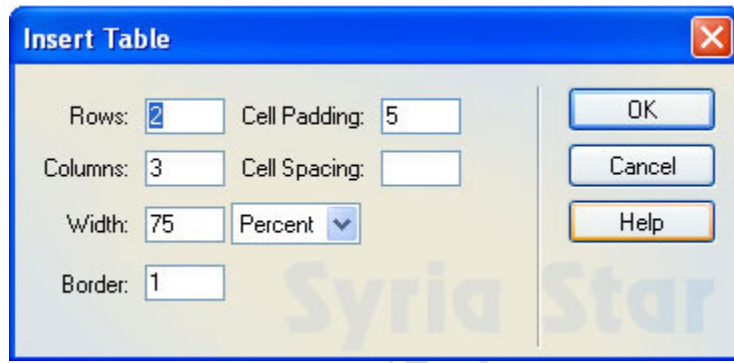 Insert Table
Rows: 2 Cell Padding: 5 OK
Columns: 3 Cell Spacing: Cancel
Width: 75 Percent Help
Border: 1
Syria Star